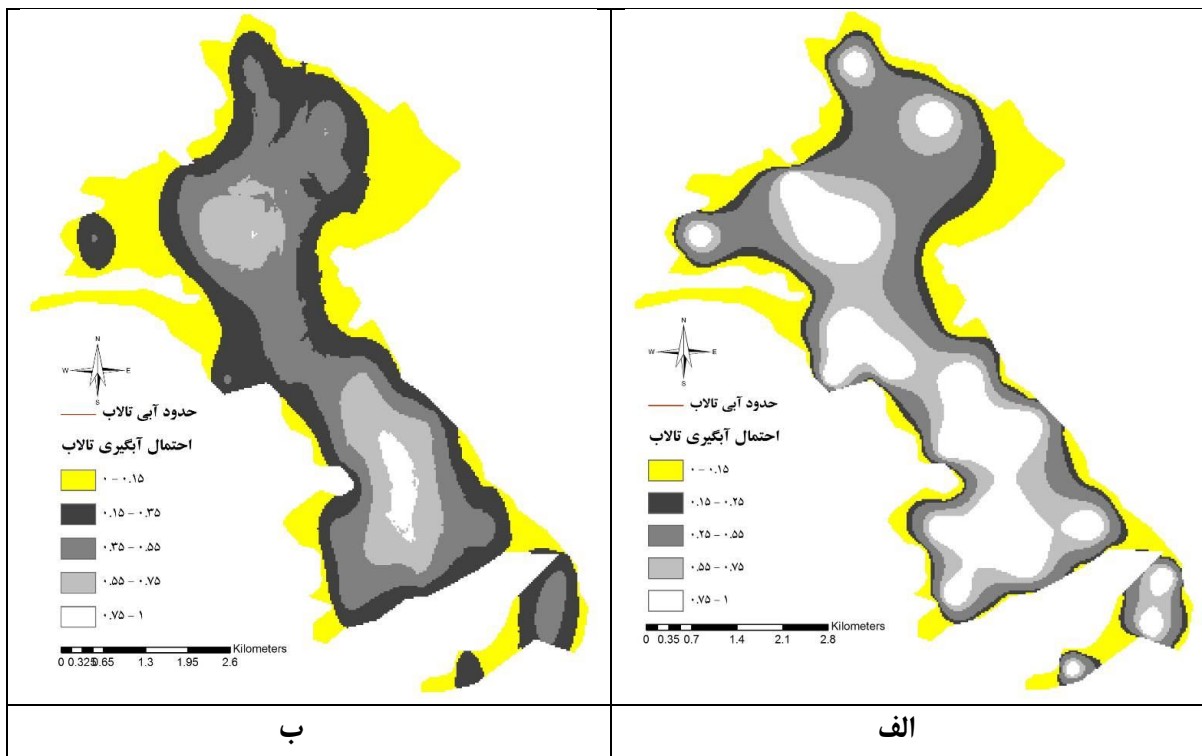 N
W E
S
حدود آبی تالاب
احتمال آبگیری تالاب
۰ - ۰.۱۵
۰.۱۵ - ۰.۲۵
۰.۲۵ - ۰.۵۵
۰.۵۵ - ۰.۷۵
۰.۷۵ - ۱
Kilometers
0 0.35 0.7 1.4 2.1 2.8
الف
N
W E
S
حدود آبی تالاب
احتمال آبگیری تالاب
۰ - ۰.۱۵
۰.۱۵ - ۰.۳۵
۰.۳۵ - ۰.۵۵
۰.۵۵ - ۰.۷۵
۰.۷۵ - ۱
Kilometers
0 0.325 0.65 1.3 1.95 2.6
ب